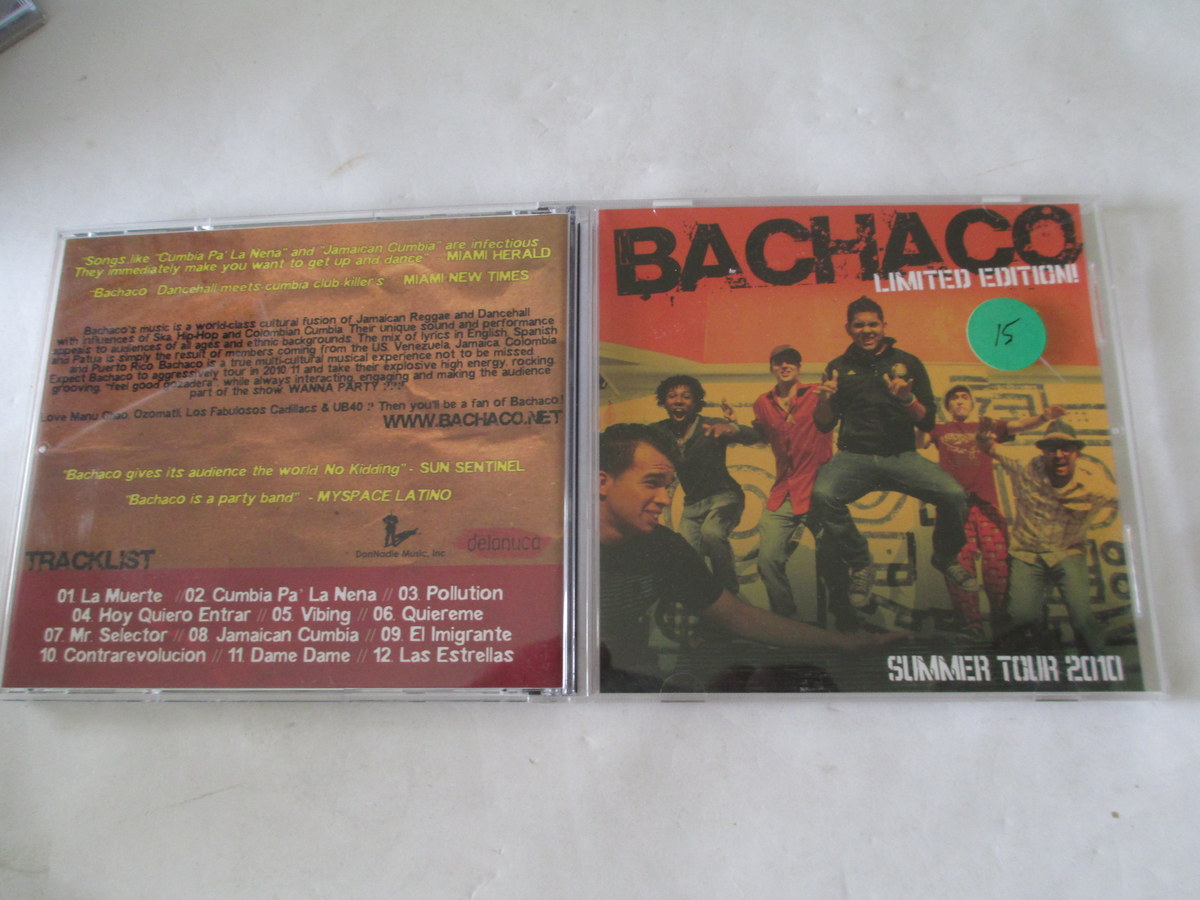 "Songs like "Cumbia Pa' La Nena" and "Jamaican Cumbia" are infectious
They immediately make you want to get up and dance" MIAMI HERALD
"Bachaco Dancehall meets cumbia club killer's MIAMI NEW TIMES
Bachaco's music is a world-class cultural fusion of Jamaican Reggae and Dancehall
with influences of Ska, Hip-Hop and Colombian Cumbia. Their unique sound and performance
appeals to audiences of all ages and ethnic backgrounds. The mix of lyrics in English, Spanish
and Patua is simply the result of members coming from the US, Venezuela, Jamaica, Colombia
and Puerto Rico. Bachaco is a true multi-cultural musical experience not to be missed.
Expect Bachaco to aggressively tour in 2010/11 and take their explosive high energy, rocking,
grooving, "feel good gozadera", while always interacting, engaging and making the audience
part of the show. WANNA PARTY ?!!!!
Love Manu Chao, Ozomatli, Los Fabulosos Cadillacs & UB40 ? Then you'll be a fan of Bachaco!
WWW.BACHACO.NET
"Bachaco gives its audience the world No Kidding" - SUN SENTINEL
"Bachaco is a party band" - MYSPACE LATINO
DonNadie Music, Inc.
delanuca
TRACKLIST
01 La Muerte // 02. Cumbia Pa' La Nena // 03. Pollution
04. Hoy Quiero Entrar // 05. Vibing // 06. Quiereme
07. Mr. Selector // 08. Jamaican Cumbia // 09. El Imigrante
10. Contrarevolucion // 11 Dame Dame // 12. Las Estrellas
BACHACO
LIMITED EDITION!
15
SUMMER TOUR 2010